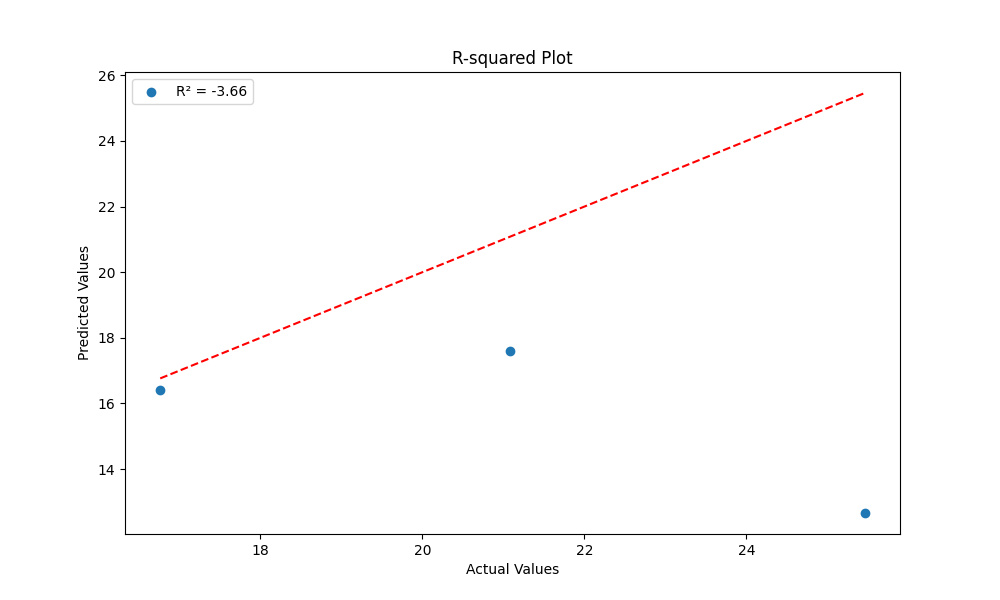 R-squared Plot
R² = -3.66
26
24
22
20
18
16
14
Predicted Values
18 20 22 24
Actual Values